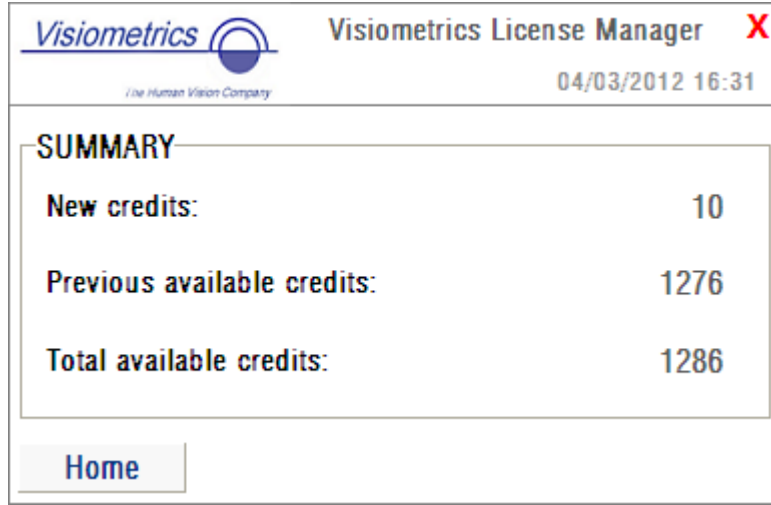 Visiometrics
The Human Vision Company
Visiometrics License Manager X
04/03/2012 16:31
SUMMARY
New credits: 10
Previous available credits: 1276
Total available credits: 1286
Home